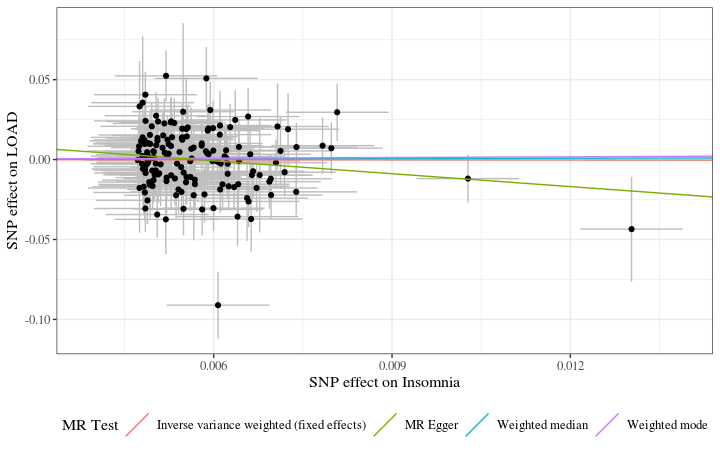 SNP effect on LOAD
0.05
0.00
-0.05
-0.10
0.006
0.009
0.012
SNP effect on Insomnia
MR Test
Inverse variance weighted (fixed effects)
MR Egger
Weighted median
Weighted mode